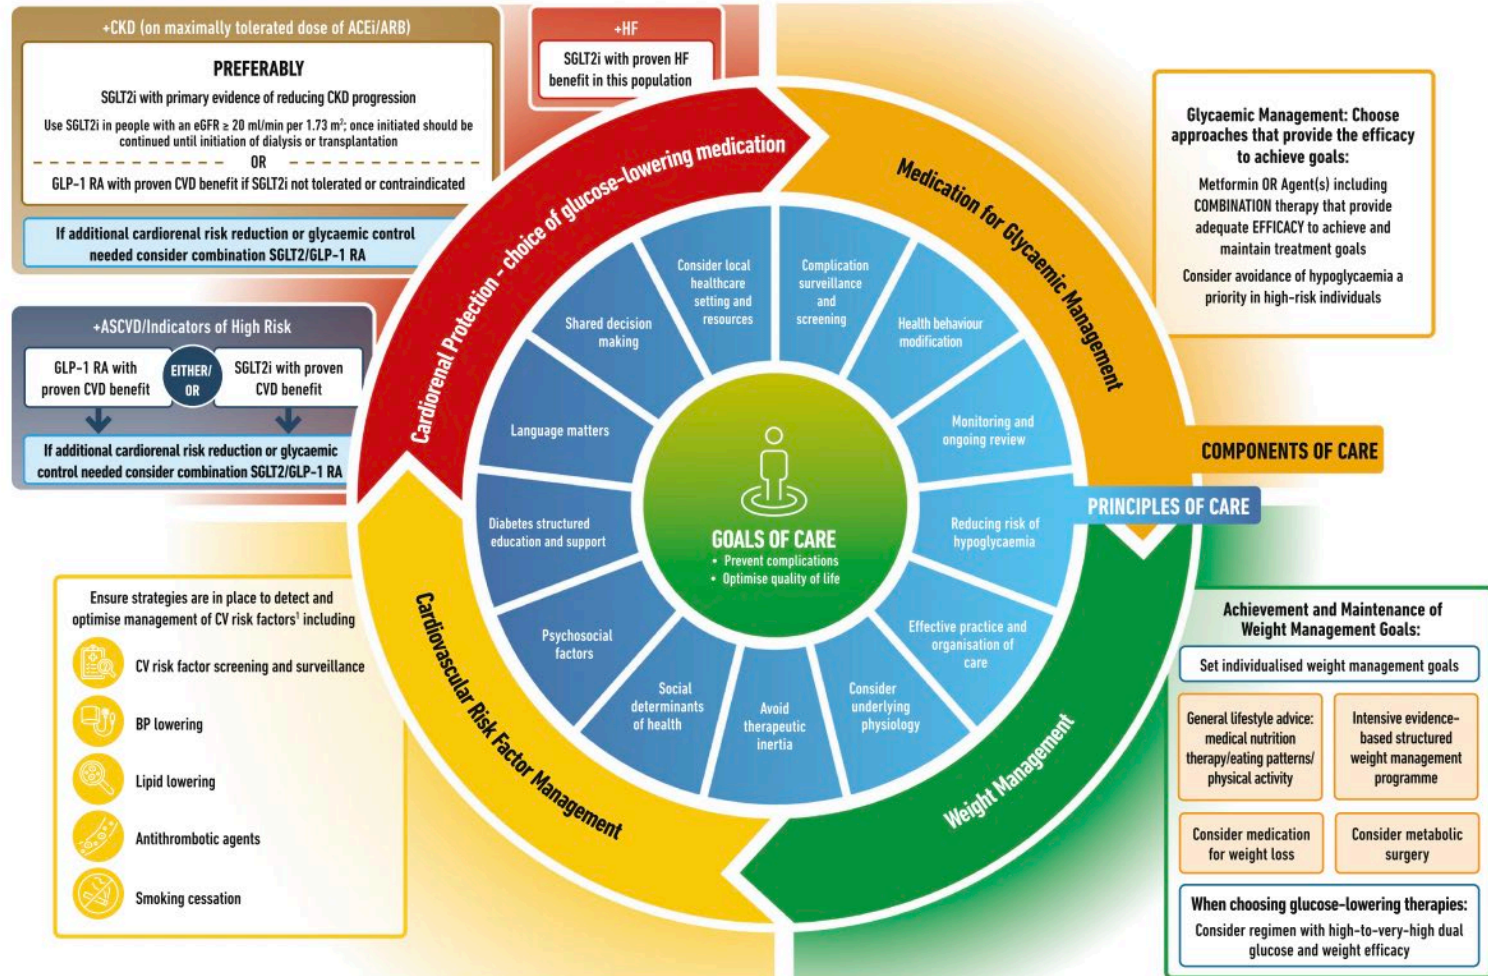 +CKD (on maximally tolerated dose of ACEi/ARB)
PREFERABLY
SGLT2i with primary evidence of reducing CKD progression
Use SGLT2i in people with an eGFR ≥ 20 ml/min per 1.73 m²; once initiated should be
continued until initiation of dialysis or transplantation
OR
GLP-1 RA with proven CVD benefit if SGLT2i not tolerated or contraindicated
If additional cardiorenal risk reduction or glycaemic control
needed consider combination SGLT2/GLP-1 RA
+HF
SGLT2i with proven HF
benefit in this population
+ASCVD/Indicators of High Risk
GLP-1 RA with
proven CVD benefit
EITHER/
OR
SGLT2i with proven
CVD benefit
If additional cardiorenal risk reduction or glycaemic
control needed consider combination SGLT2/GLP-1 RA
Glycaemic Management: Choose
approaches that provide the efficacy
to achieve goals:
Metformin OR Agent(s) including
COMBINATION therapy that provide
adequate EFFICACY to achieve and
maintain treatment goals
Consider avoidance of hypoglycaemia a
priority in high-risk individuals
Cardiorenal Protection - choice of glucose-lowering medication
Medication for Glycaemic Management
Weight Management
Cardiovascular Risk Factor Management
COMPONENTS OF CARE
PRINCIPLES OF CARE
Consider local
healthcare
setting and
resources
Complication
surveillance
and
screening
Health behaviour
modification
Monitoring and
ongoing review
Reducing risk of
hypoglycaemia
Effective practice and
organisation of
care
Consider
underlying
physiology
Avoid
therapeutic
inertia
Social
determinants
of health
Psychosocial
factors
Diabetes structured
education and support
Language matters
Shared decision
making
GOALS OF CARE
• Prevent complications
• Optimise quality of life
Ensure strategies are in place to detect and
optimise management of CV risk factors¹ including
CV risk factor screening and surveillance
BP lowering
Lipid lowering
Antithrombotic agents
Smoking cessation
Achievement and Maintenance of
Weight Management Goals:
Set individualised weight management goals
General lifestyle advice:
medical nutrition
therapy/eating patterns/
physical activity
Intensive evidence-
based structured
weight management
programme
Consider medication
for weight loss
Consider metabolic
surgery
When choosing glucose-lowering therapies:
Consider regimen with high-to-very-high dual
glucose and weight efficacy